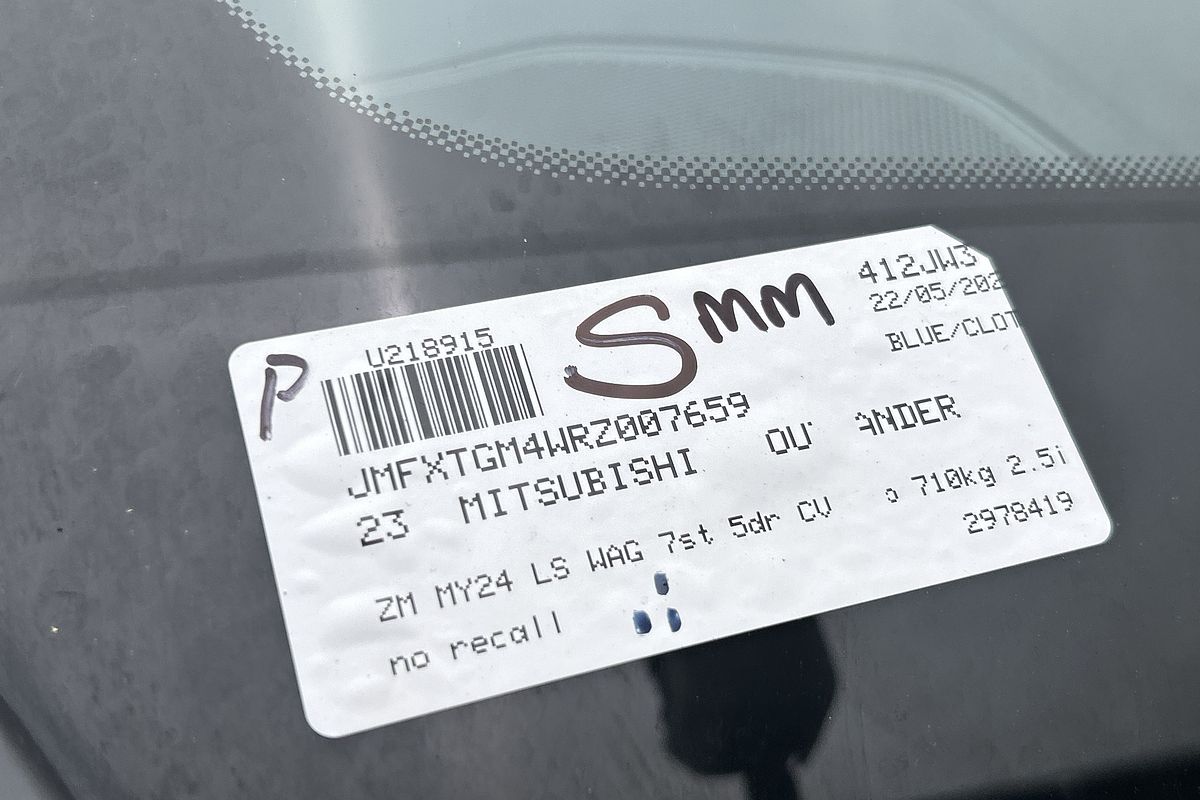 P
U218915
SMM
412JW3
22/05/202
BLUE/CLOT
JMFXTGM4WRZ007659
23 MITSUBISHI OU ANDER
ZM MY24 LS WAG 7st 5dr CV o 710kg 2.5i
no recall
2978419